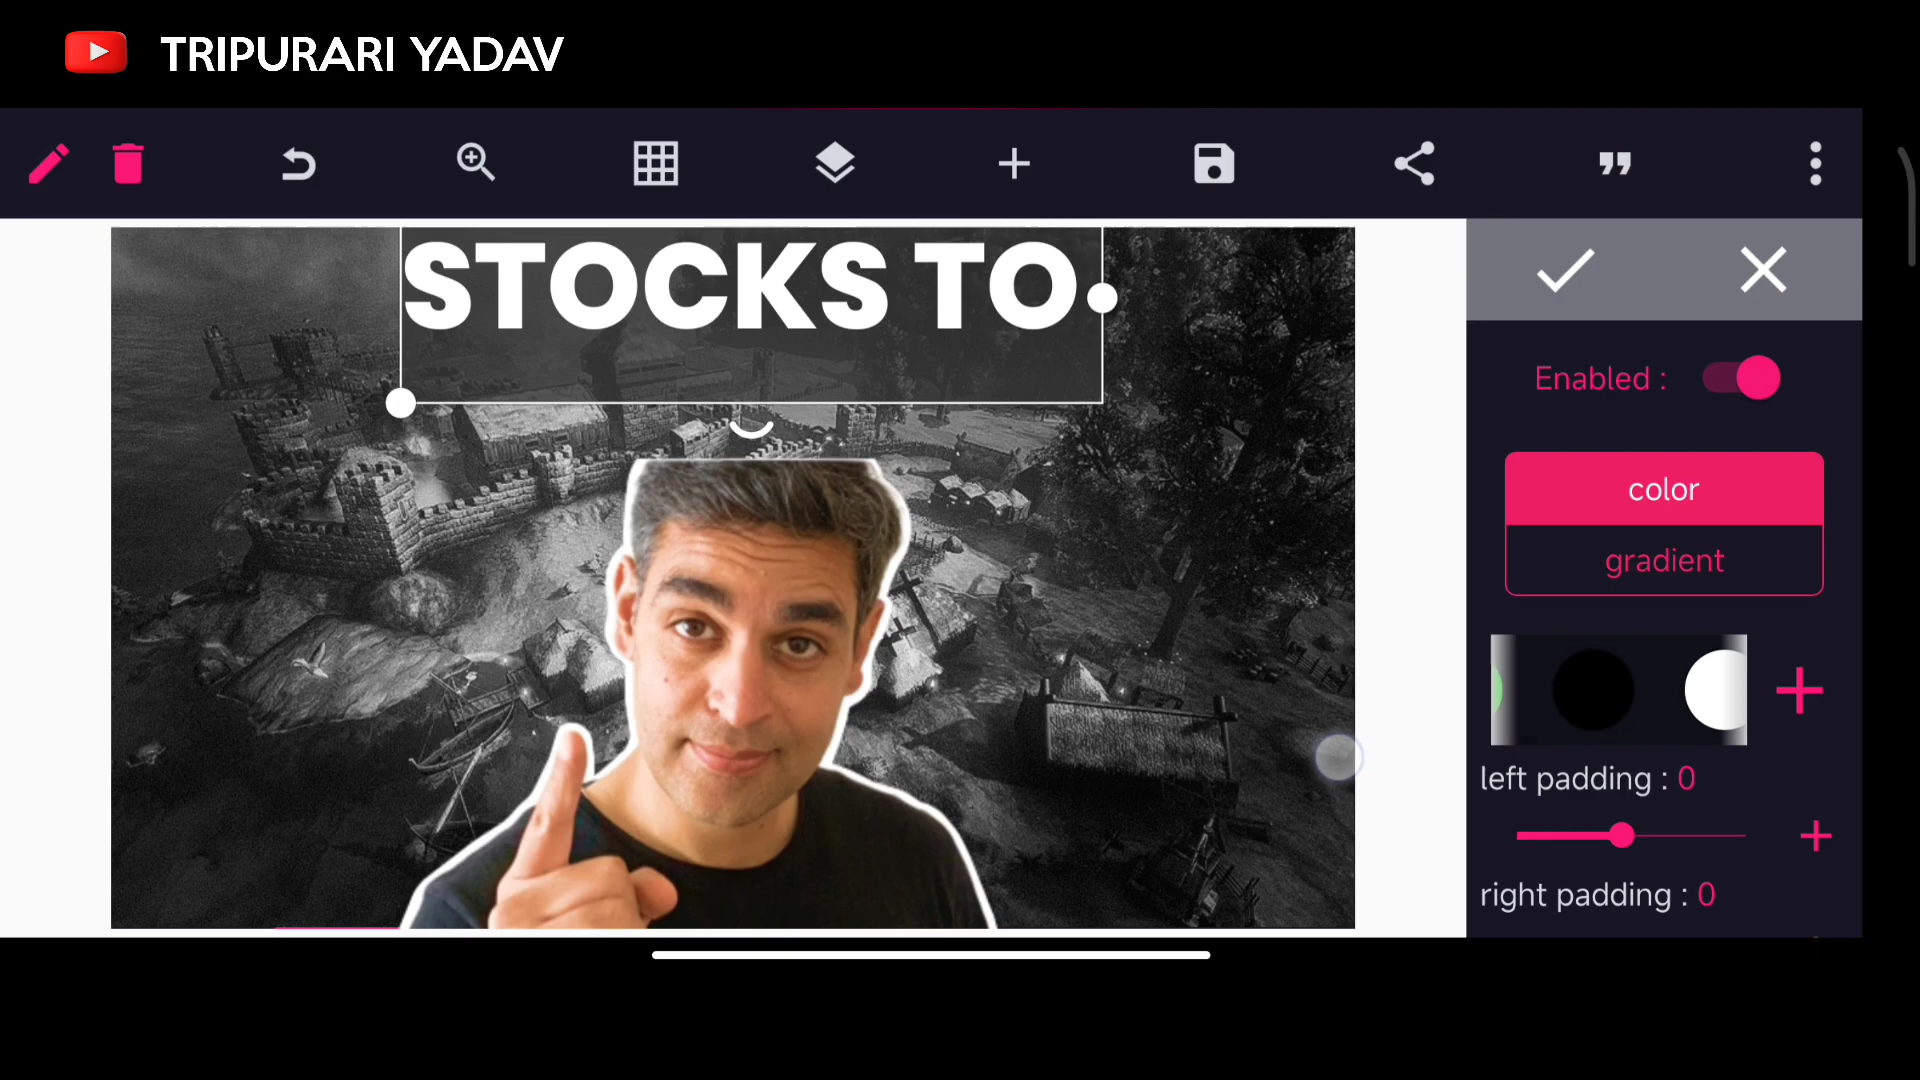 TRIPURARI YADAV
STOCKS TO
Enabled :
color
gradient
left padding : 0
right padding : 0